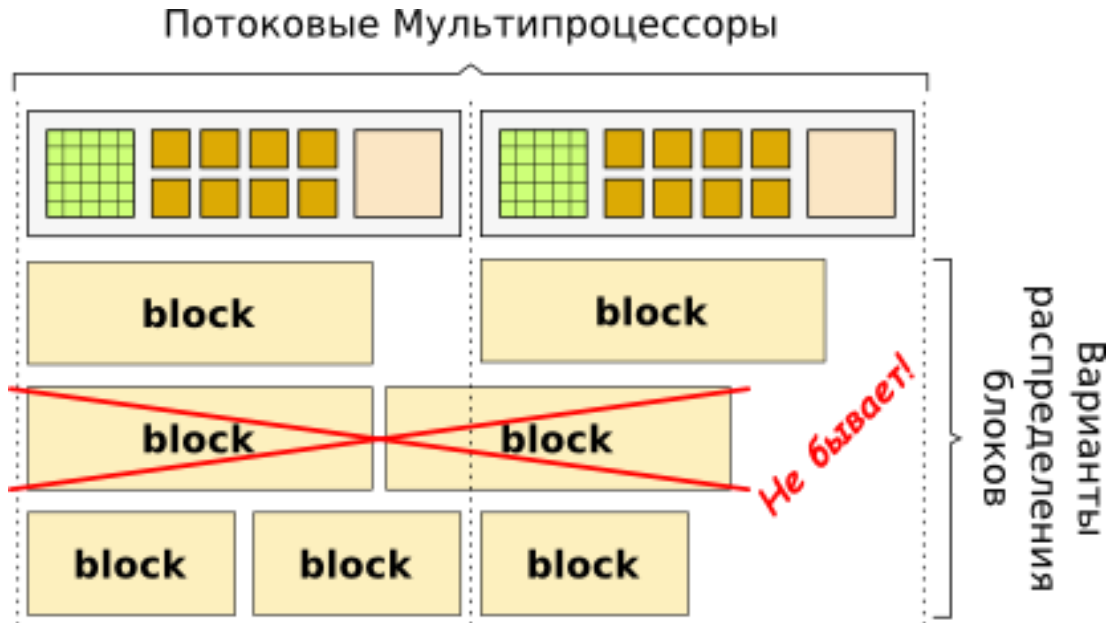 Потоковые Мультипроцессоры
block
block
block
block
Не бывает!
block
block
block
Варианты
распределения
блоков